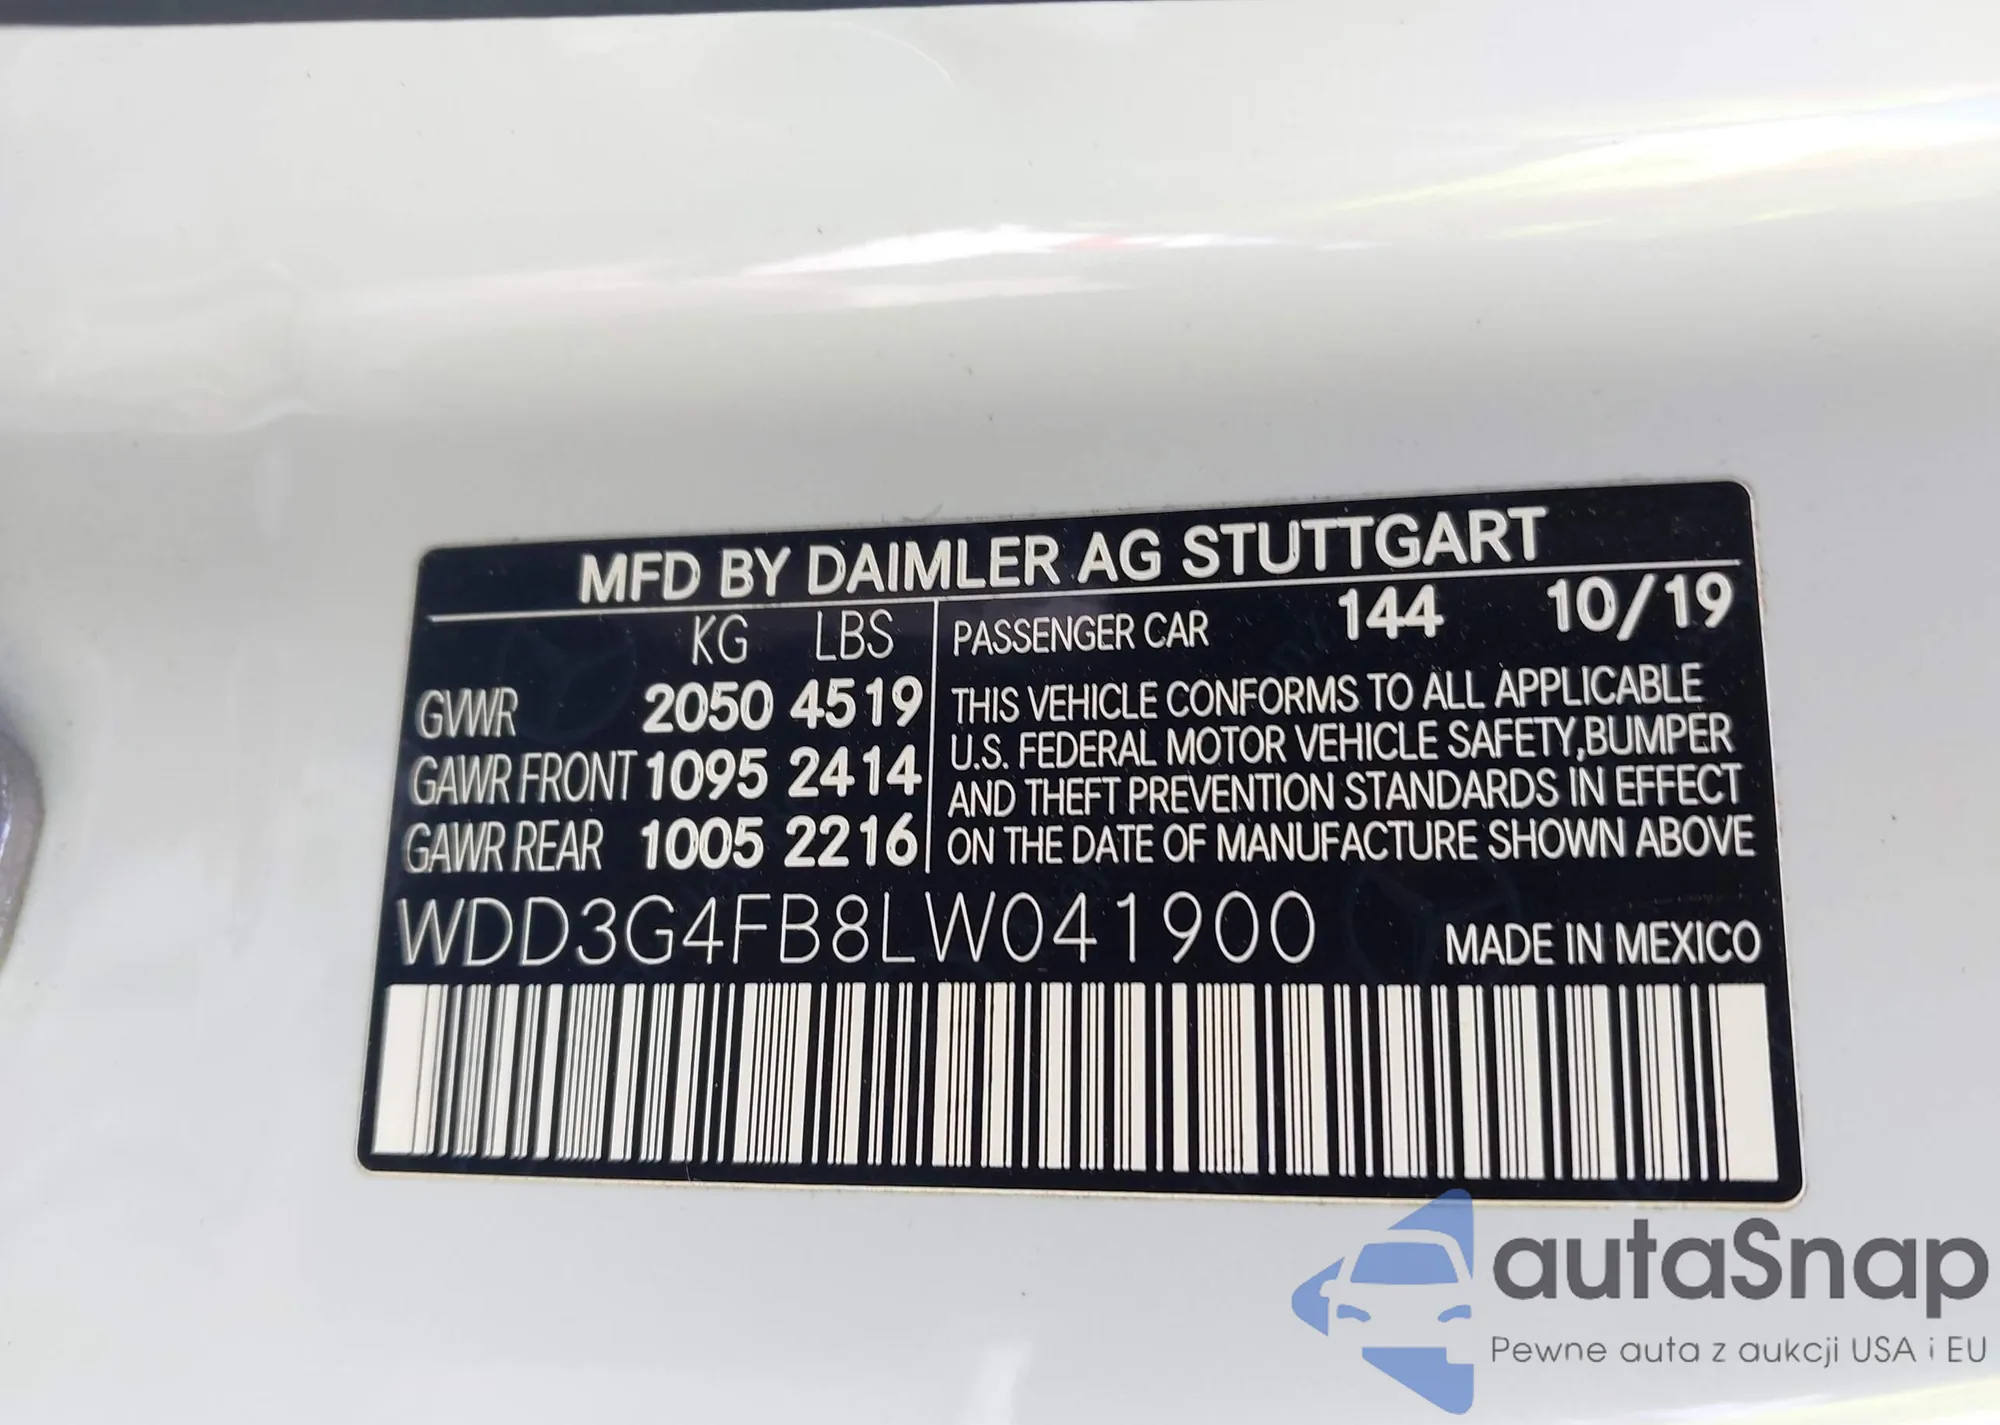 MFD BY DAIMLER AG STUTTGART
KG LBS
GVWR 2050 4519
GAWR FRONT 1095 2414
GAWR REAR 1005 2216
PASSENGER CAR 144 10/19
THIS VEHICLE CONFORMS TO ALL APPLICABLE
U.S. FEDERAL MOTOR VEHICLE SAFETY,BUMPER
AND THEFT PREVENTION STANDARDS IN EFFECT
ON THE DATE OF MANUFACTURE SHOWN ABOVE
WDD3G4FB8LW041900 MADE IN MEXICO
autaSnap
Pewne auta z aukcji USA i EU